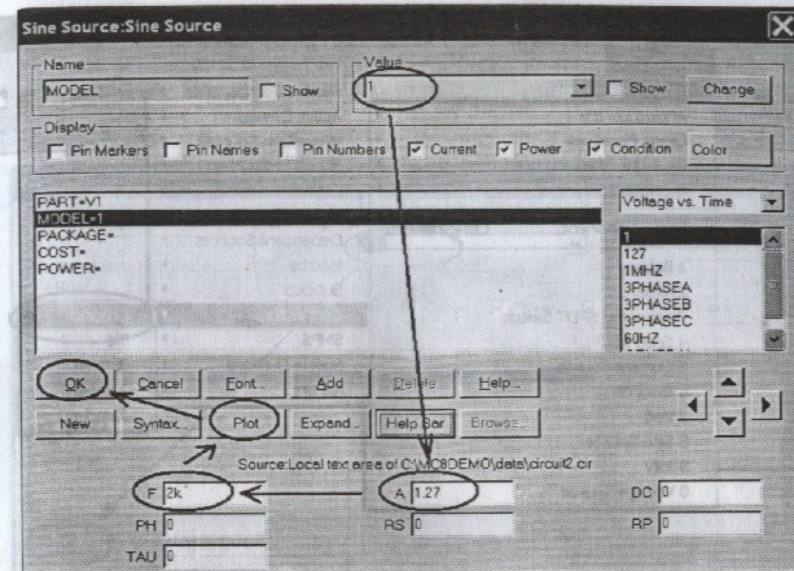 Sine Source:Sine Source
Name
Value
MODEL
Show
1
Show
Change
Display
Pin Markers
Pin Names
Pin Numbers
Current
Power
Condition
Color
PART=V1
MODEL=1
PACKAGE=
COST=
POWER=
Voltage vs. Time
1
127
1MHZ
3PHASEA
3PHASEB
3PHASEC
60HZ
OK
Cancel
Font...
Add
Delete
Help...
New
Syntax...
Plot
Expand...
Help Bar
Browse...
Source:Local text area of C:\MC8DEMO\data\circuit2.cir
F 2k
A 1.27
DC 0
PH 0
RS 0
RP 0
TAU 0